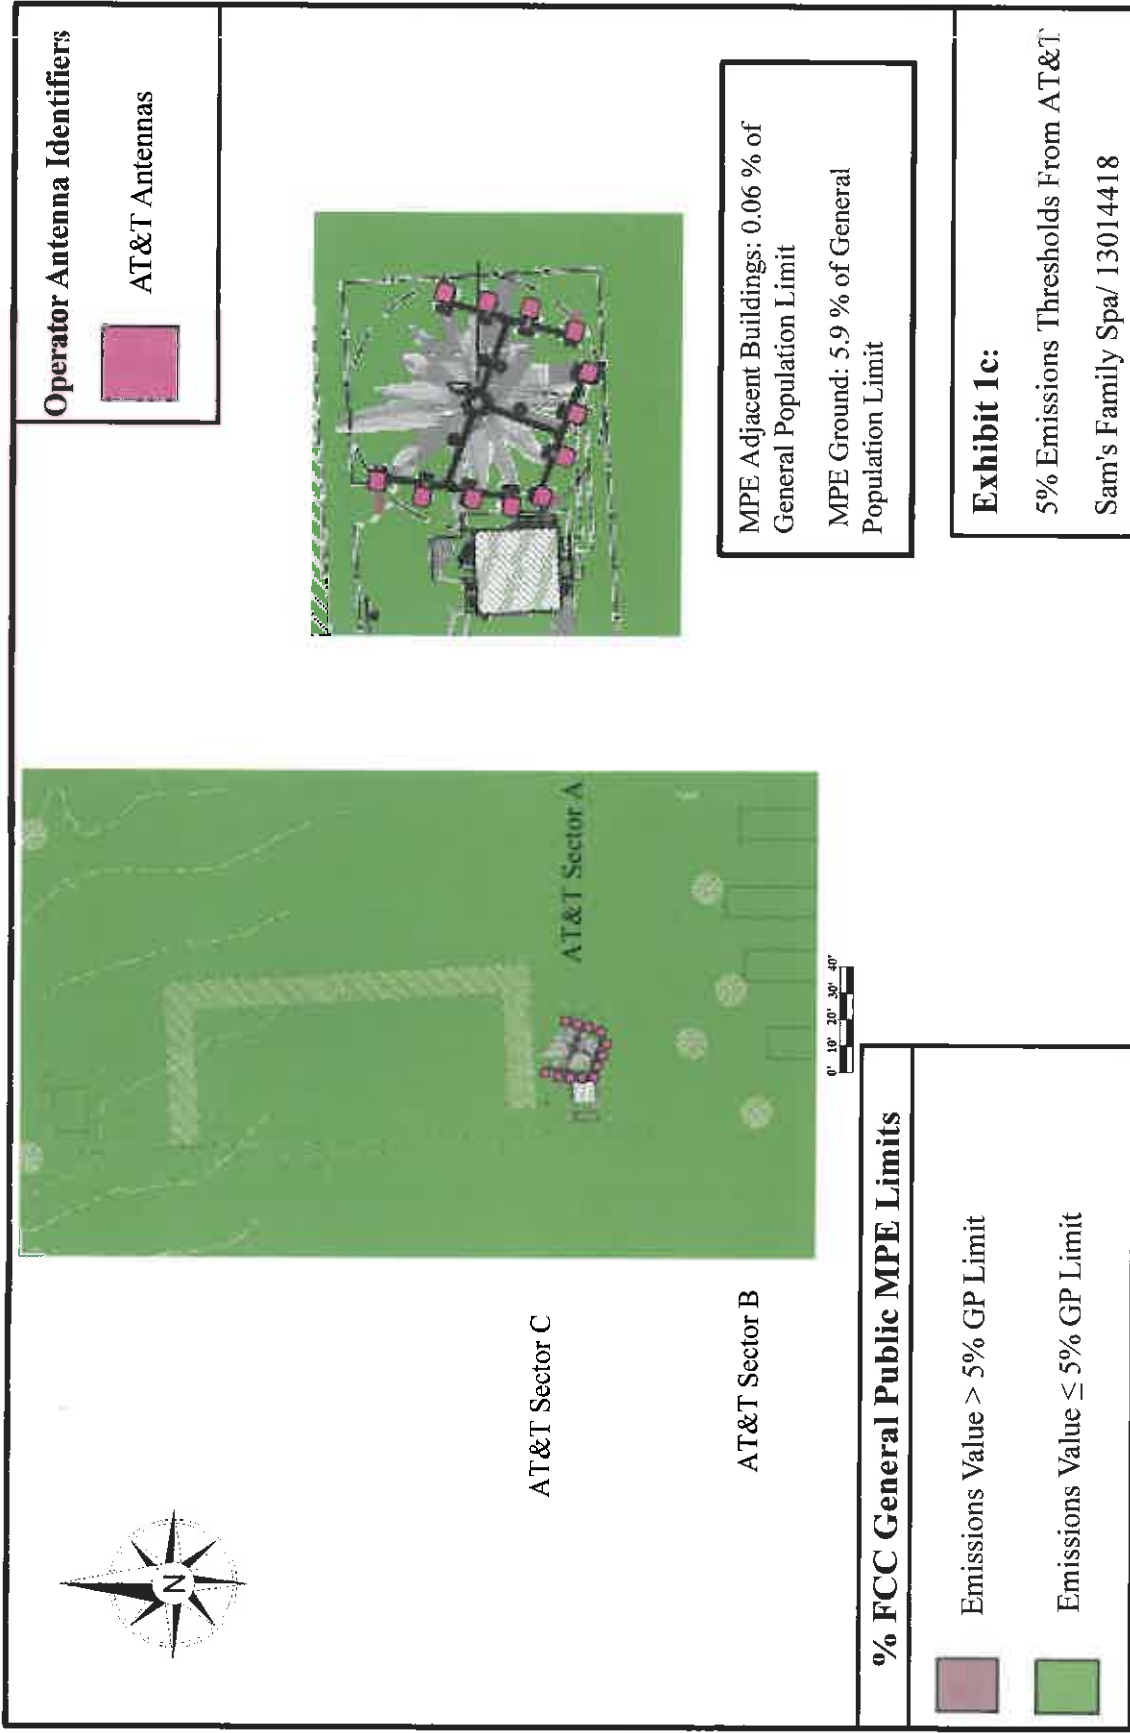 Operator Antenna Identifiers
AT&T Antennas
N
AT&T Sector C
AT&T Sector B
AT&T Sector A
0' 10' 20' 30' 40'
MPE Adjacent Buildings: 0.06 % of
General Population Limit
MPE Ground: 5.9 % of General
Population Limit
% FCC General Public MPE Limits
Emissions Value > 5% GP Limit
Emissions Value ≤ 5% GP Limit
Exhibit 1c:
5% Emissions Thresholds From AT&T
Sam's Family Spa/ 13014418